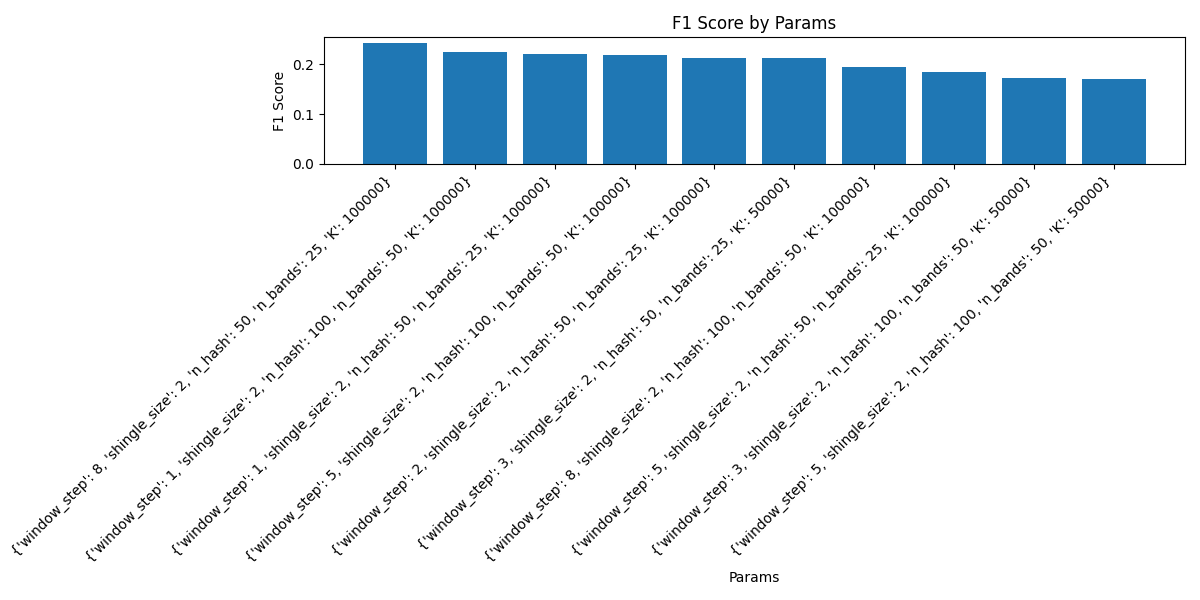 F1 Score by Params
F1 Score
0.2
0.1
0.0
{'window_step': 8, 'shingle_size': 2, 'n_hash': 50, 'n_bands': 25, 'K': 100000}
{'window_step': 1, 'shingle_size': 2, 'n_hash': 100, 'n_bands': 50, 'K': 100000}
{'window_step': 1, 'shingle_size': 2, 'n_hash': 50, 'n_bands': 25, 'K': 100000}
{'window_step': 5, 'shingle_size': 2, 'n_hash': 100, 'n_bands': 50, 'K': 100000}
{'window_step': 2, 'shingle_size': 2, 'n_hash': 50, 'n_bands': 25, 'K': 100000}
{'window_step': 3, 'shingle_size': 2, 'n_hash': 50, 'n_bands': 25, 'K': 50000}
{'window_step': 8, 'shingle_size': 2, 'n_hash': 100, 'n_bands': 50, 'K': 100000}
{'window_step': 5, 'shingle_size': 2, 'n_hash': 50, 'n_bands': 25, 'K': 100000}
{'window_step': 3, 'shingle_size': 2, 'n_hash': 100, 'n_bands': 50, 'K': 50000}
{'window_step': 5, 'shingle_size': 2, 'n_hash': 100, 'n_bands': 50, 'K': 50000}
Params